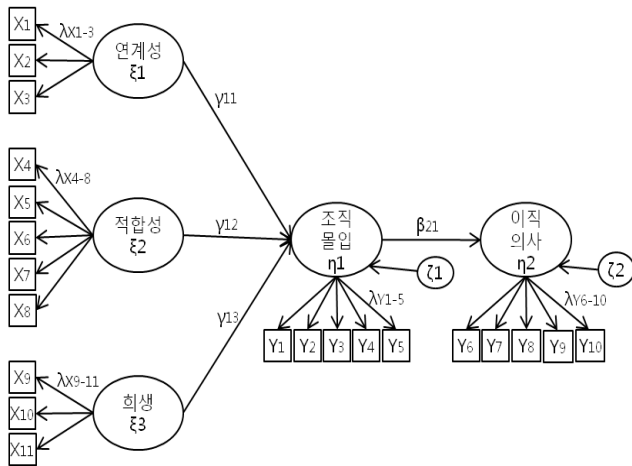 X1
X2
X3
λX1-3
연계성
ξ1
γ11
X4
X5
X6
X7
X8
λX4-8
적합성
ξ2
γ12
X9
X10
X11
λX9-11
희생
ξ3
γ13
조직
몰입
η1
ζ1
λY1-5
Y1 Y2 Y3 Y4 Y5
β21
이직
의사
η2
ζ2
λY6-10
Y6 Y7 Y8 Y9 Y10